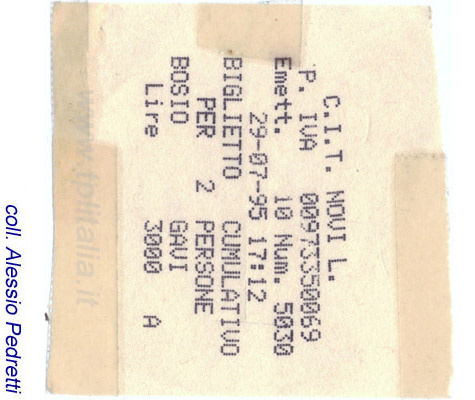 C.I.T. NOVI L.
P. IVA 00973350069
Emett. 10 Num. 5030
29-07-95 17:12
BIGLIETTO CUMULATIVO
PER 2 PERSONE
BOSIO GAVI
Lire 3000 A
www.tplitalia.it
coll. Alessio Pedretti